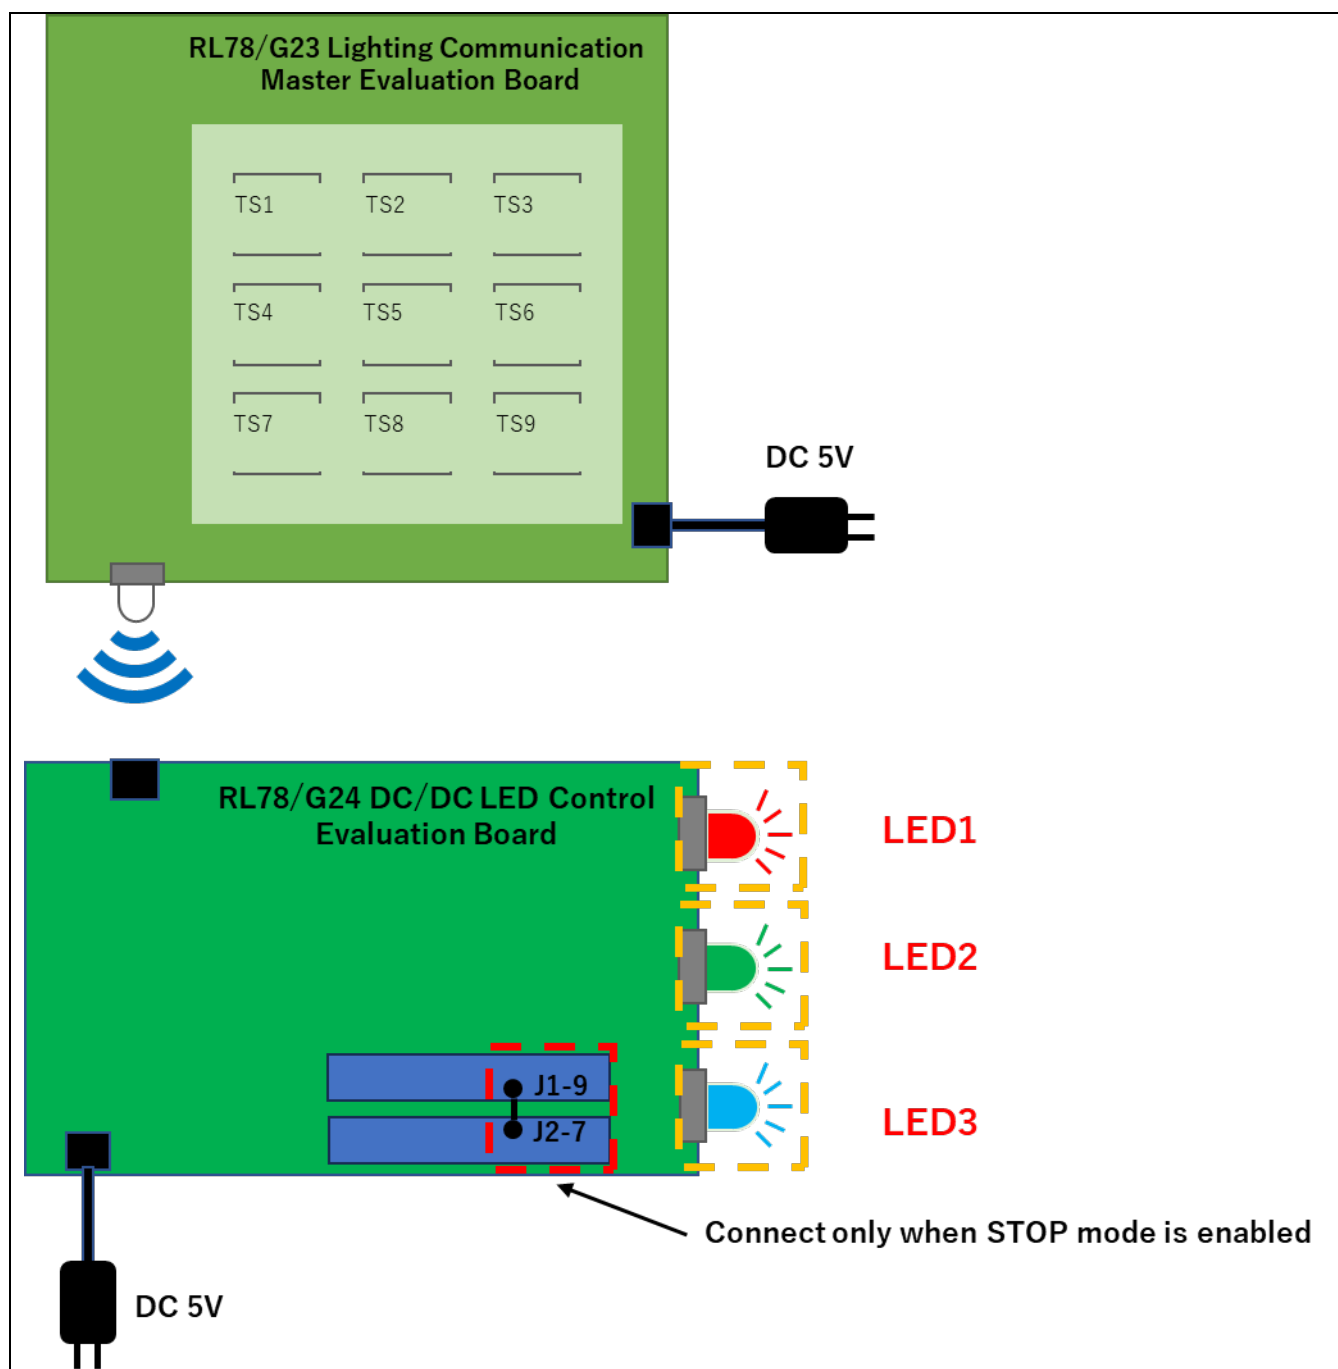 RL78/G23 Lighting Communication
Master Evaluation Board
TS1 TS2 TS3
TS4 TS5 TS6
TS7 TS8 TS9
DC 5V
RL78/G24 DC/DC LED Control
Evaluation Board
LED1
LED2
J1-9
J2-7
LED3
Connect only when STOP mode is enabled
DC 5V